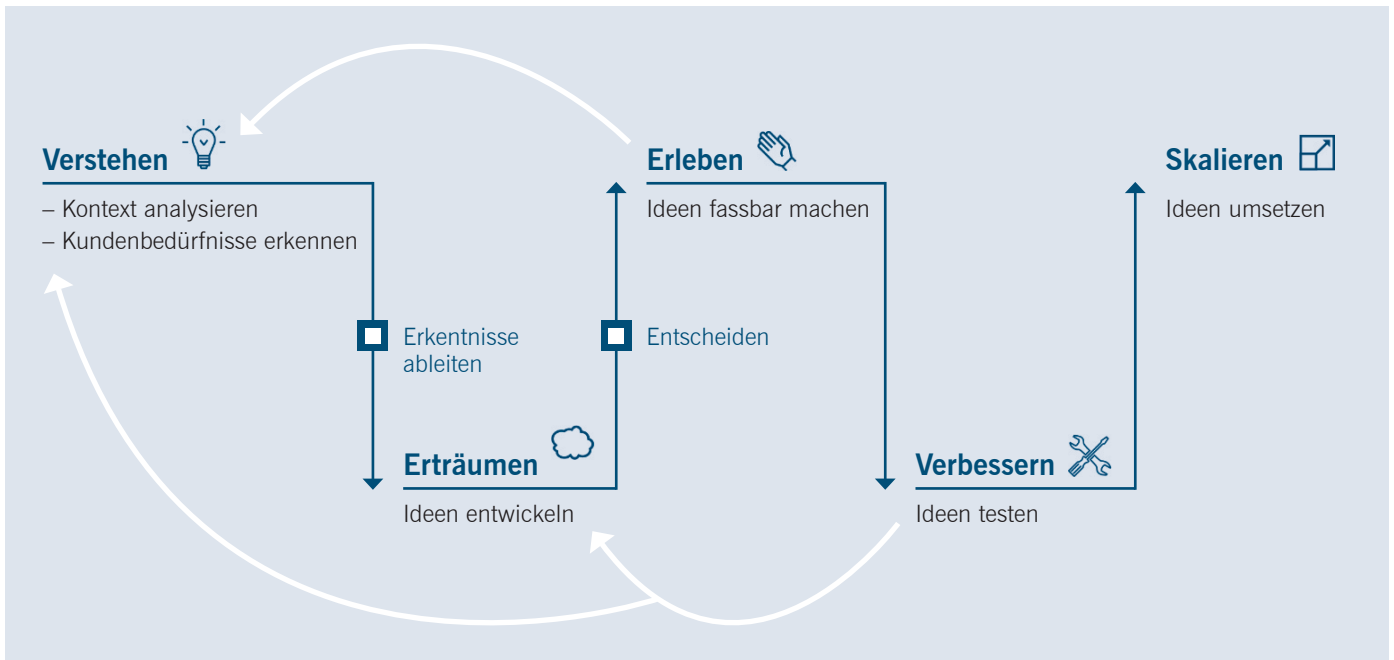 Verstehen
– Kontext analysieren
– Kundenbedürfnisse erkennen
Erkentnisse
ableiten
Erträumen
Ideen entwickeln
Entscheiden
Erleben
Ideen fassbar machen
Verbessern
Ideen testen
Skalieren
Ideen umsetzen